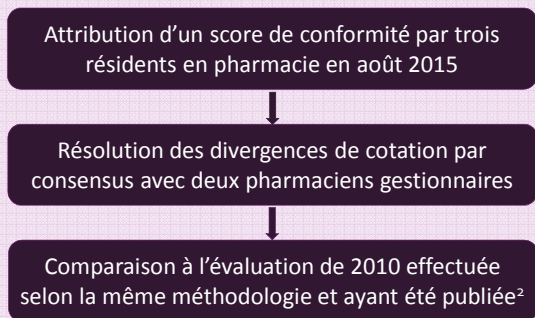 Attribution d’un score de conformité par trois
résidents en pharmacie en août 2015
Résolution des divergences de cotation par
consensus avec deux pharmaciens gestionnaires
Comparaison à l’évaluation de 2010 effectuée
selon la même méthodologie et ayant été publiée²